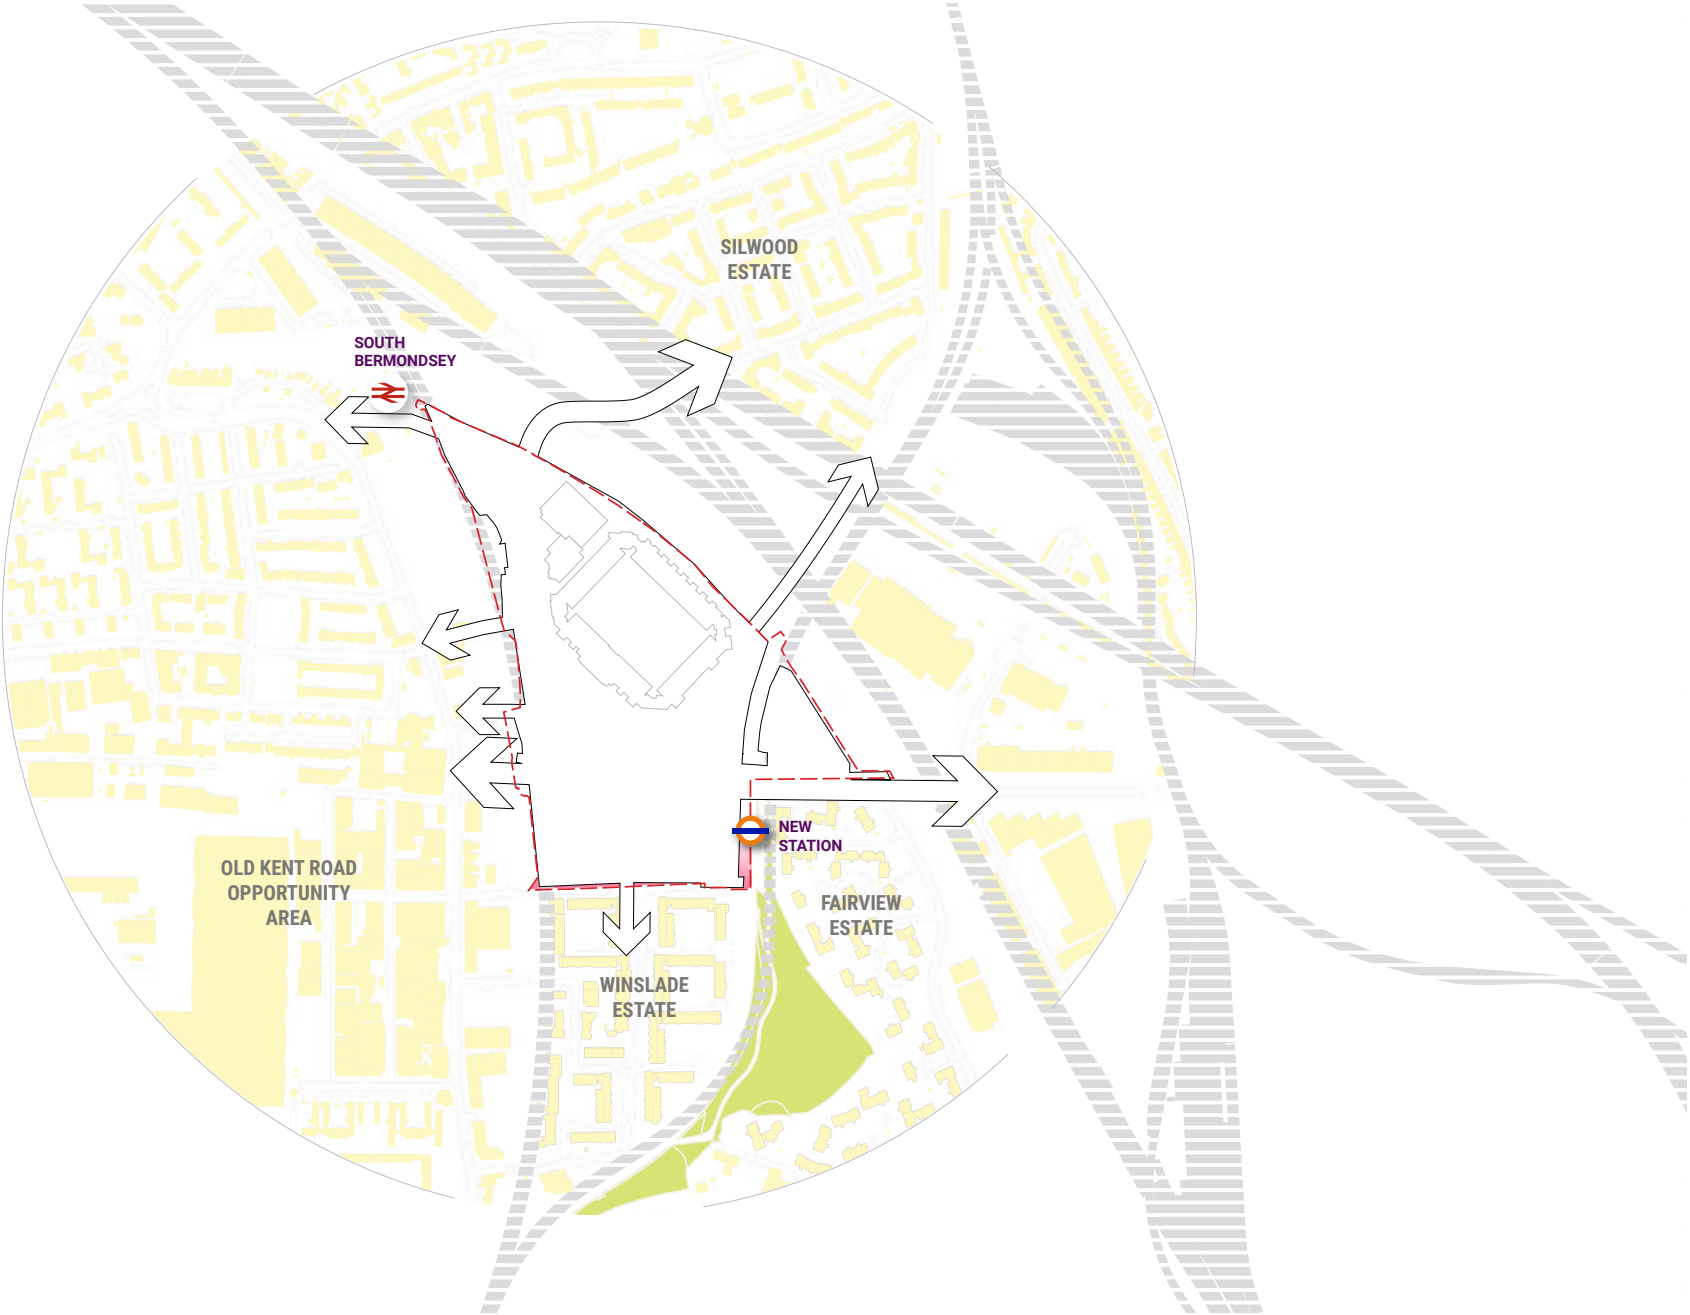 SILWOOD
ESTATE
SOUTH
BERMONDSEY
NEW
STATION
OLD KENT ROAD
OPPORTUNITY
AREA
FAIRVIEW
ESTATE
WINSLADE
ESTATE